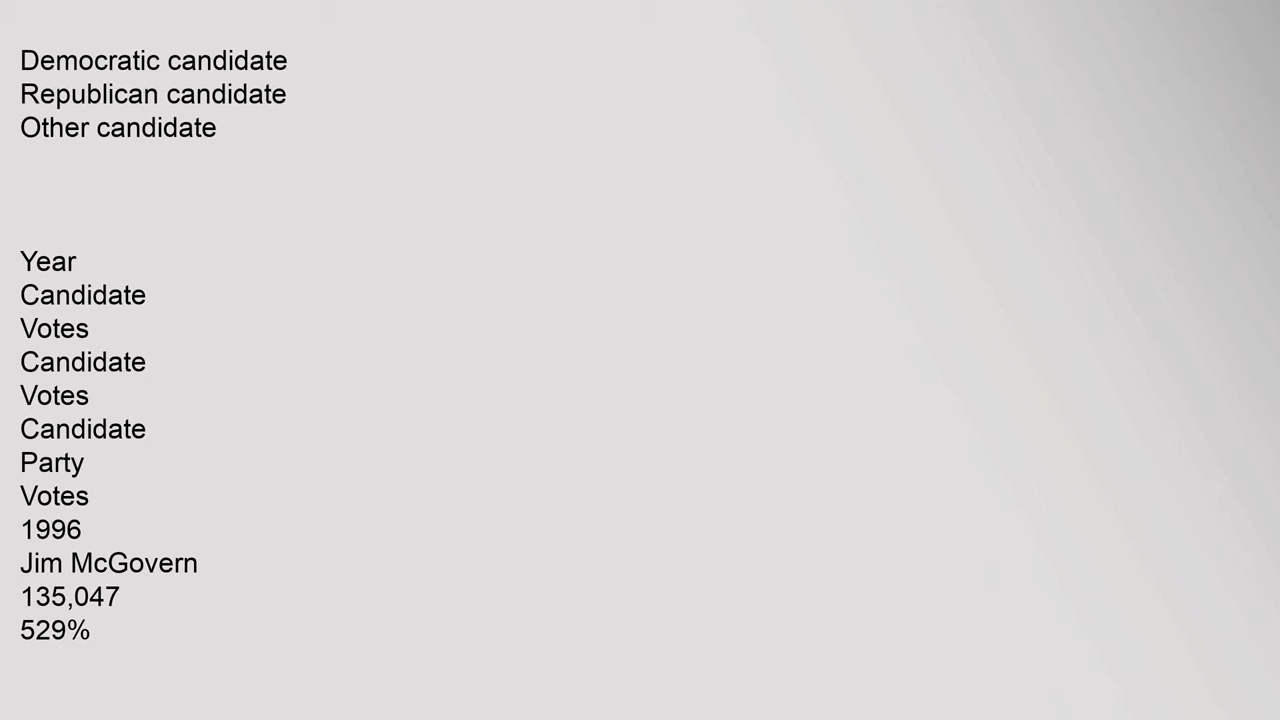 Democratic candidate
Republican candidate
Other candidate
Year
Candidate
Votes
Candidate
Votes
Candidate
Party
Votes
1996
Jim McGovern
135,047
529%